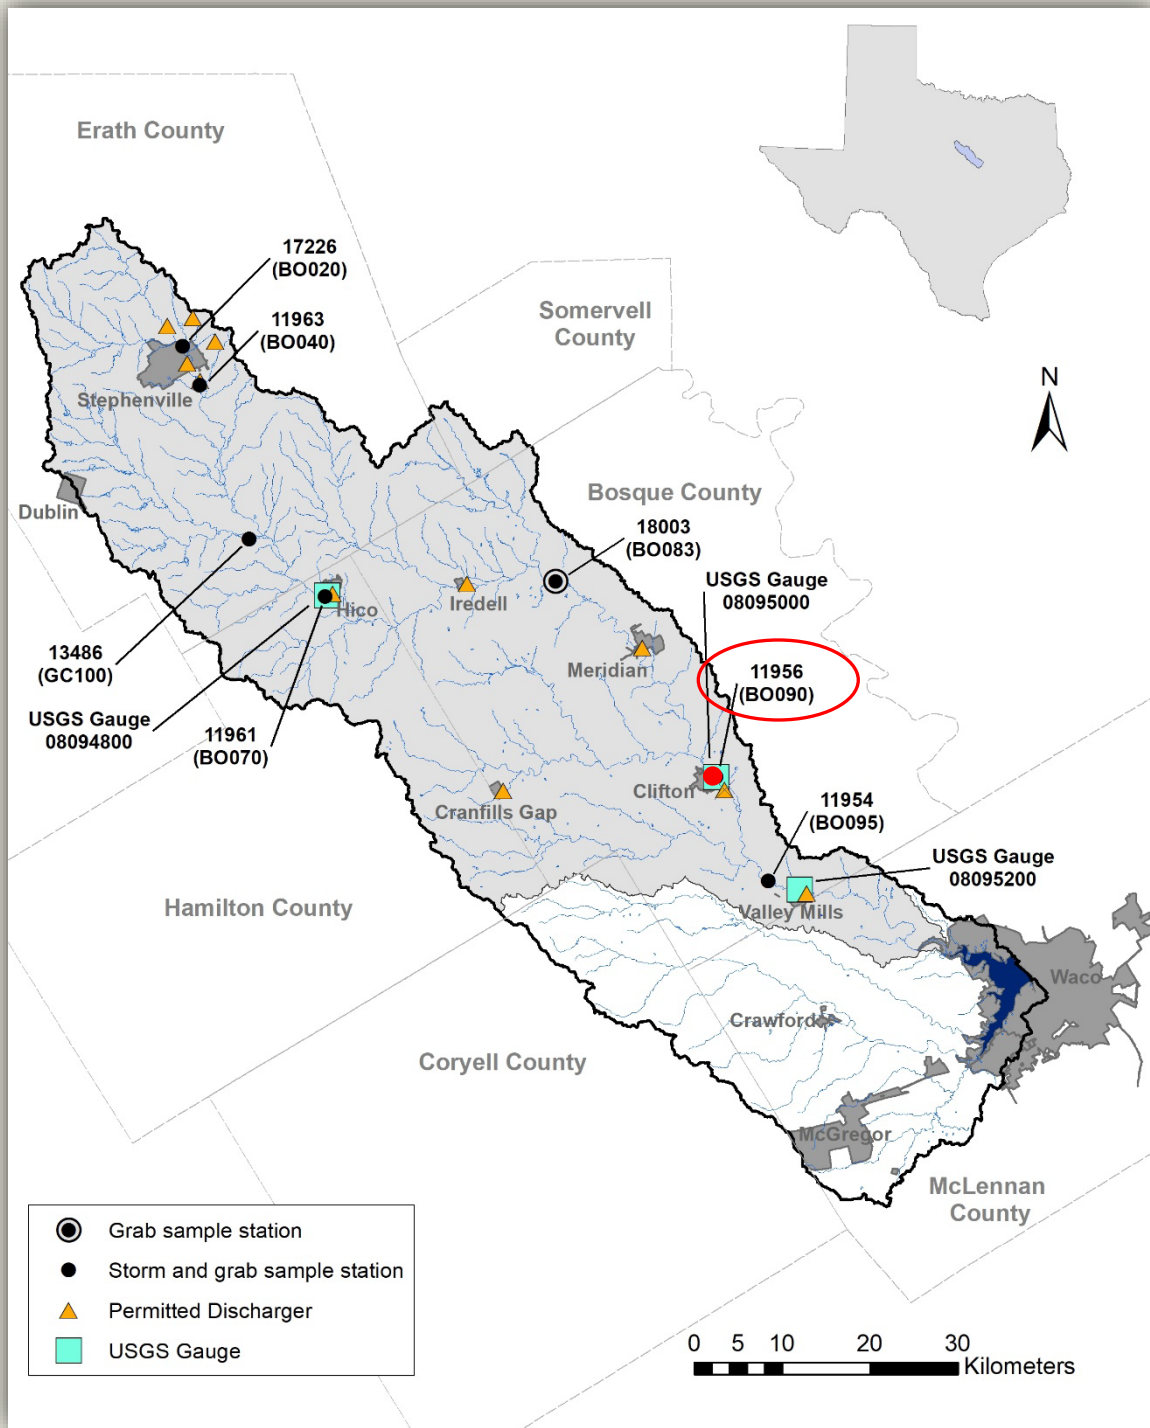 Erath County
17226
(BO020)
11963
(BO040)
Somervell
County
N
Stephenville
Dublin
Bosque County
18003
(BO083)
USGS Gauge
08095000
Hico
Iredell
13486
(GC100)
Meridian
11956
(BO090)
USGS Gauge
08094800
11961
(BO070)
Clifton
Cranfills Gap
11954
(BO095)
USGS Gauge
08095200
Hamilton County
Valley Mills
Waco
Crawford
Coryell County
McGregor
McLennan
County
Grab sample station
Storm and grab sample station
Permitted Discharger
USGS Gauge
0 5 10 20 30
Kilometers